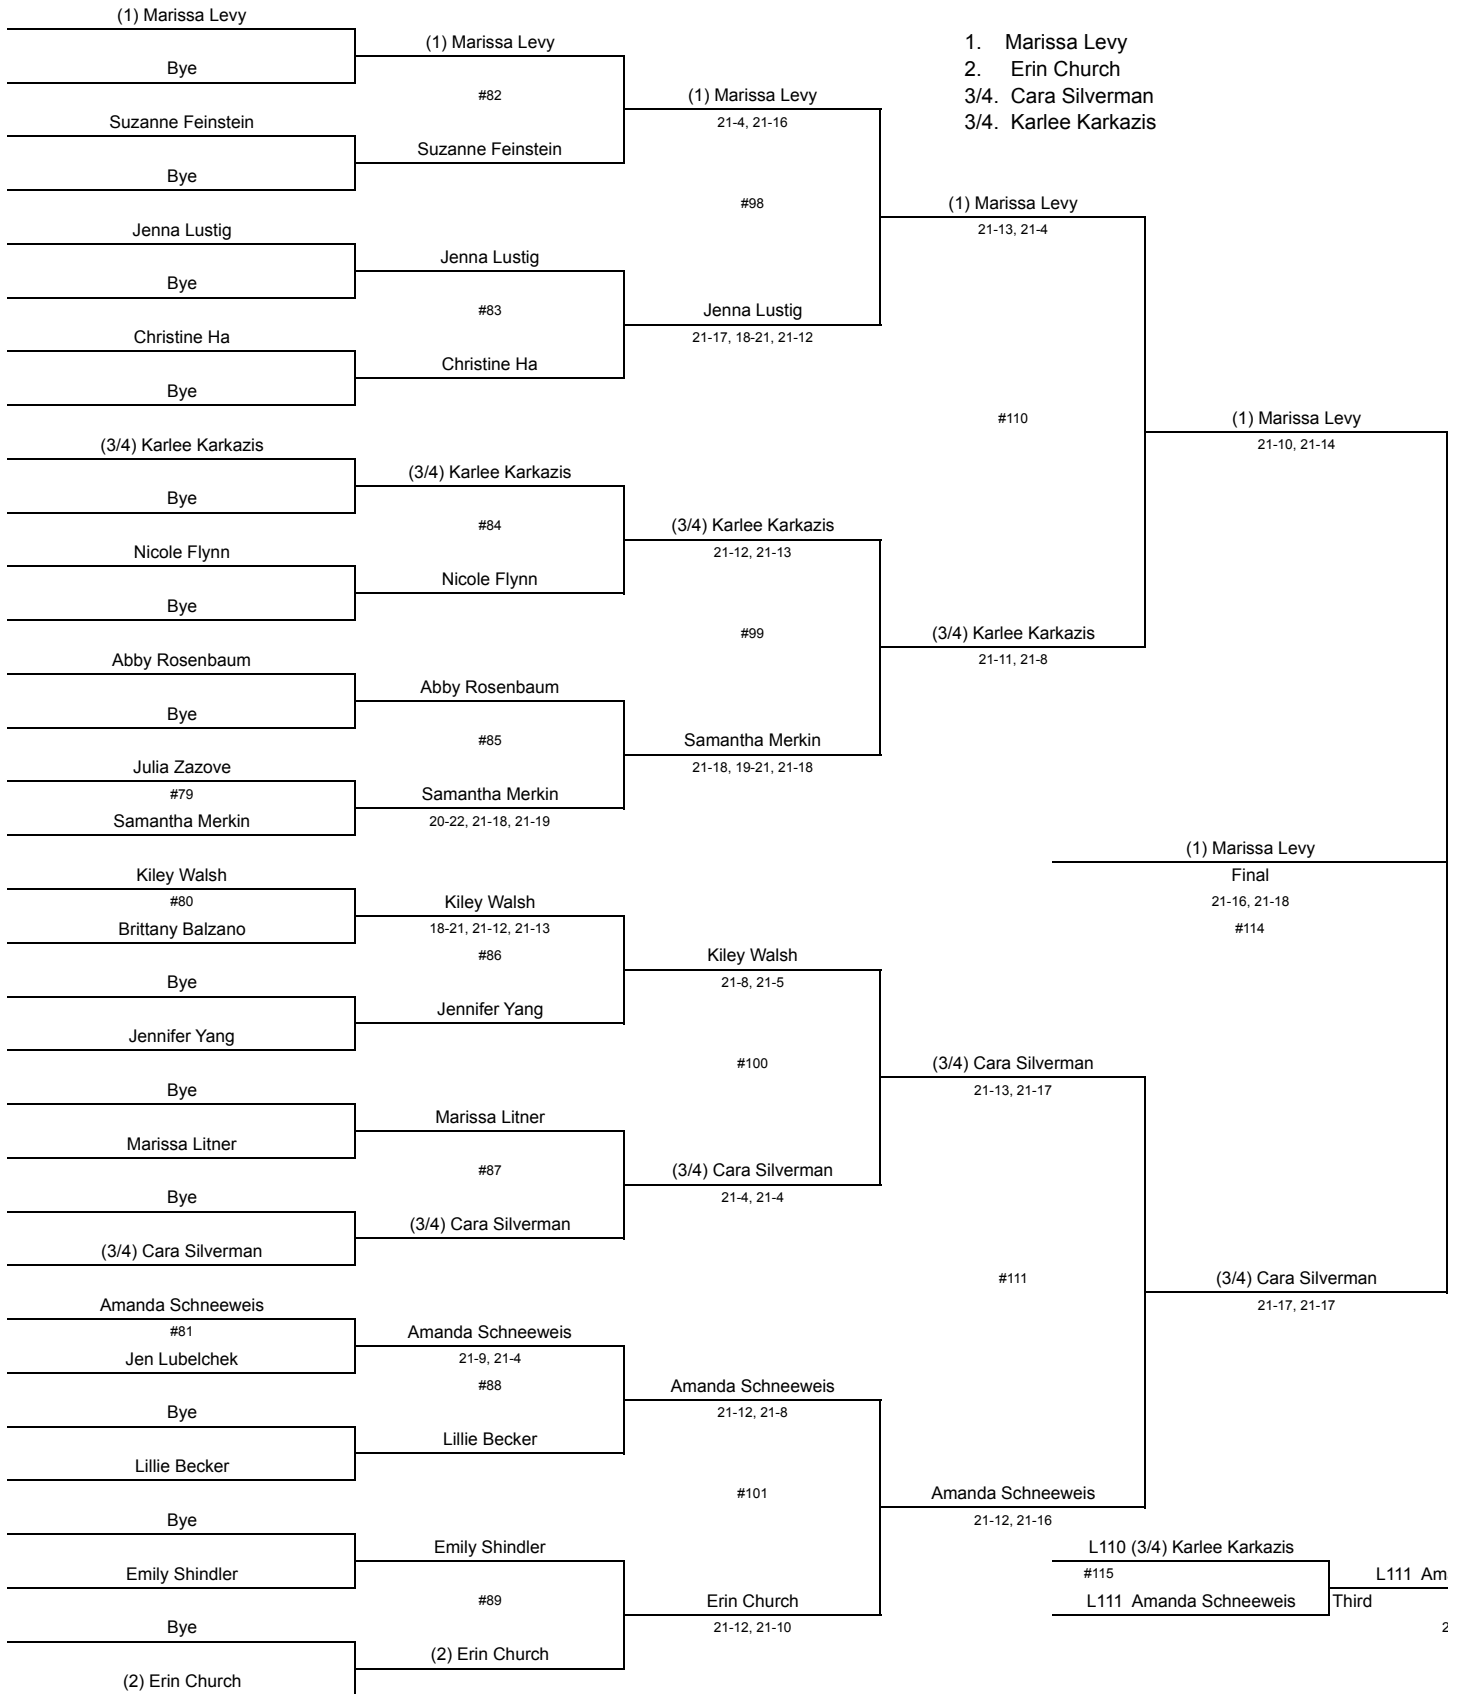 (1) Marissa Levy
Bye
Suzanne Feinstein
Bye
Jenna Lustig
Bye
Christine Ha
Bye
(3/4) Karlee Karkazis
Bye
Nicole Flynn
Bye
Abby Rosenbaum
Bye
Julia Zazove
#79
Samantha Merkin
Kiley Walsh
#80
Brittany Balzano
Bye
Jennifer Yang
Bye
Marissa Litner
Bye
(3/4) Cara Silverman
Amanda Schneeweis
#81
Jen Lubelchek
Bye
Lillie Becker
Bye
Emily Shindler
Bye
(2) Erin Church
(1) Marissa Levy
#82
Suzanne Feinstein
Jenna Lustig
#83
Christine Ha
(3/4) Karlee Karkazis
#84
Nicole Flynn
Abby Rosenbaum
#85
Samantha Merkin
20-22, 21-18, 21-19
Kiley Walsh
18-21, 21-12, 21-13
#86
Jennifer Yang
Marissa Litner
#87
(3/4) Cara Silverman
Amanda Schneeweis
21-9, 21-4
#88
Lillie Becker
Emily Shindler
#89
(2) Erin Church
(1) Marissa Levy
21-4, 21-16
#98
Jenna Lustig
21-17, 18-21, 21-12
(3/4) Karlee Karkazis
21-12, 21-13
#99
Samantha Merkin
21-18, 19-21, 21-18
Kiley Walsh
21-8, 21-5
#100
(3/4) Cara Silverman
21-4, 21-4
Amanda Schneeweis
21-12, 21-8
#101
Erin Church
21-12, 21-10
1. Marissa Levy
2. Erin Church
3/4. Cara Silverman
3/4. Karlee Karkazis
(1) Marissa Levy
21-13, 21-4
#110
(3/4) Karlee Karkazis
21-11, 21-8
(3/4) Cara Silverman
21-13, 21-17
#111
Amanda Schneeweis
21-12, 21-16
(1) Marissa Levy
21-10, 21-14
(1) Marissa Levy
Final
21-16, 21-18
#114
(3/4) Cara Silverman
21-17, 21-17
L110 (3/4) Karlee Karkazis
#115
L111 Amanda Schneeweis
L111 Am
Third
2